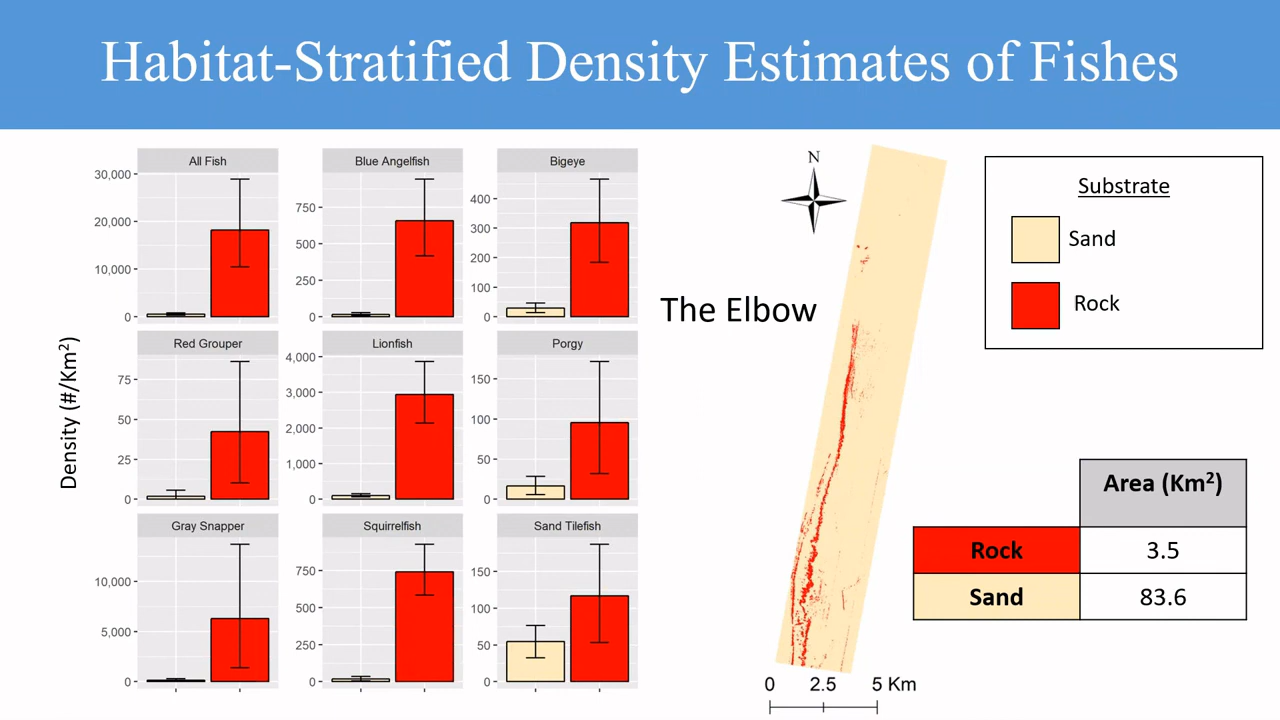 Habitat-Stratified Density Estimates of Fishes
Density (#/Km²)
All Fish
30,000
20,000
10,000
0
Blue Angelfish
750
500
250
0
Bigeye
400
300
200
100
0
Red Grouper
75
50
25
0
Lionfish
4,000
3,000
2,000
1,000
0
Porgy
150
100
50
0
Gray Snapper
10,000
5,000
0
Squirrelfish
750
500
250
0
Sand Tilefish
150
100
50
0
The Elbow
N
0 2.5 5 Km
Substrate
Sand
Rock
Area (Km²)
Rock 3.5
Sand 83.6